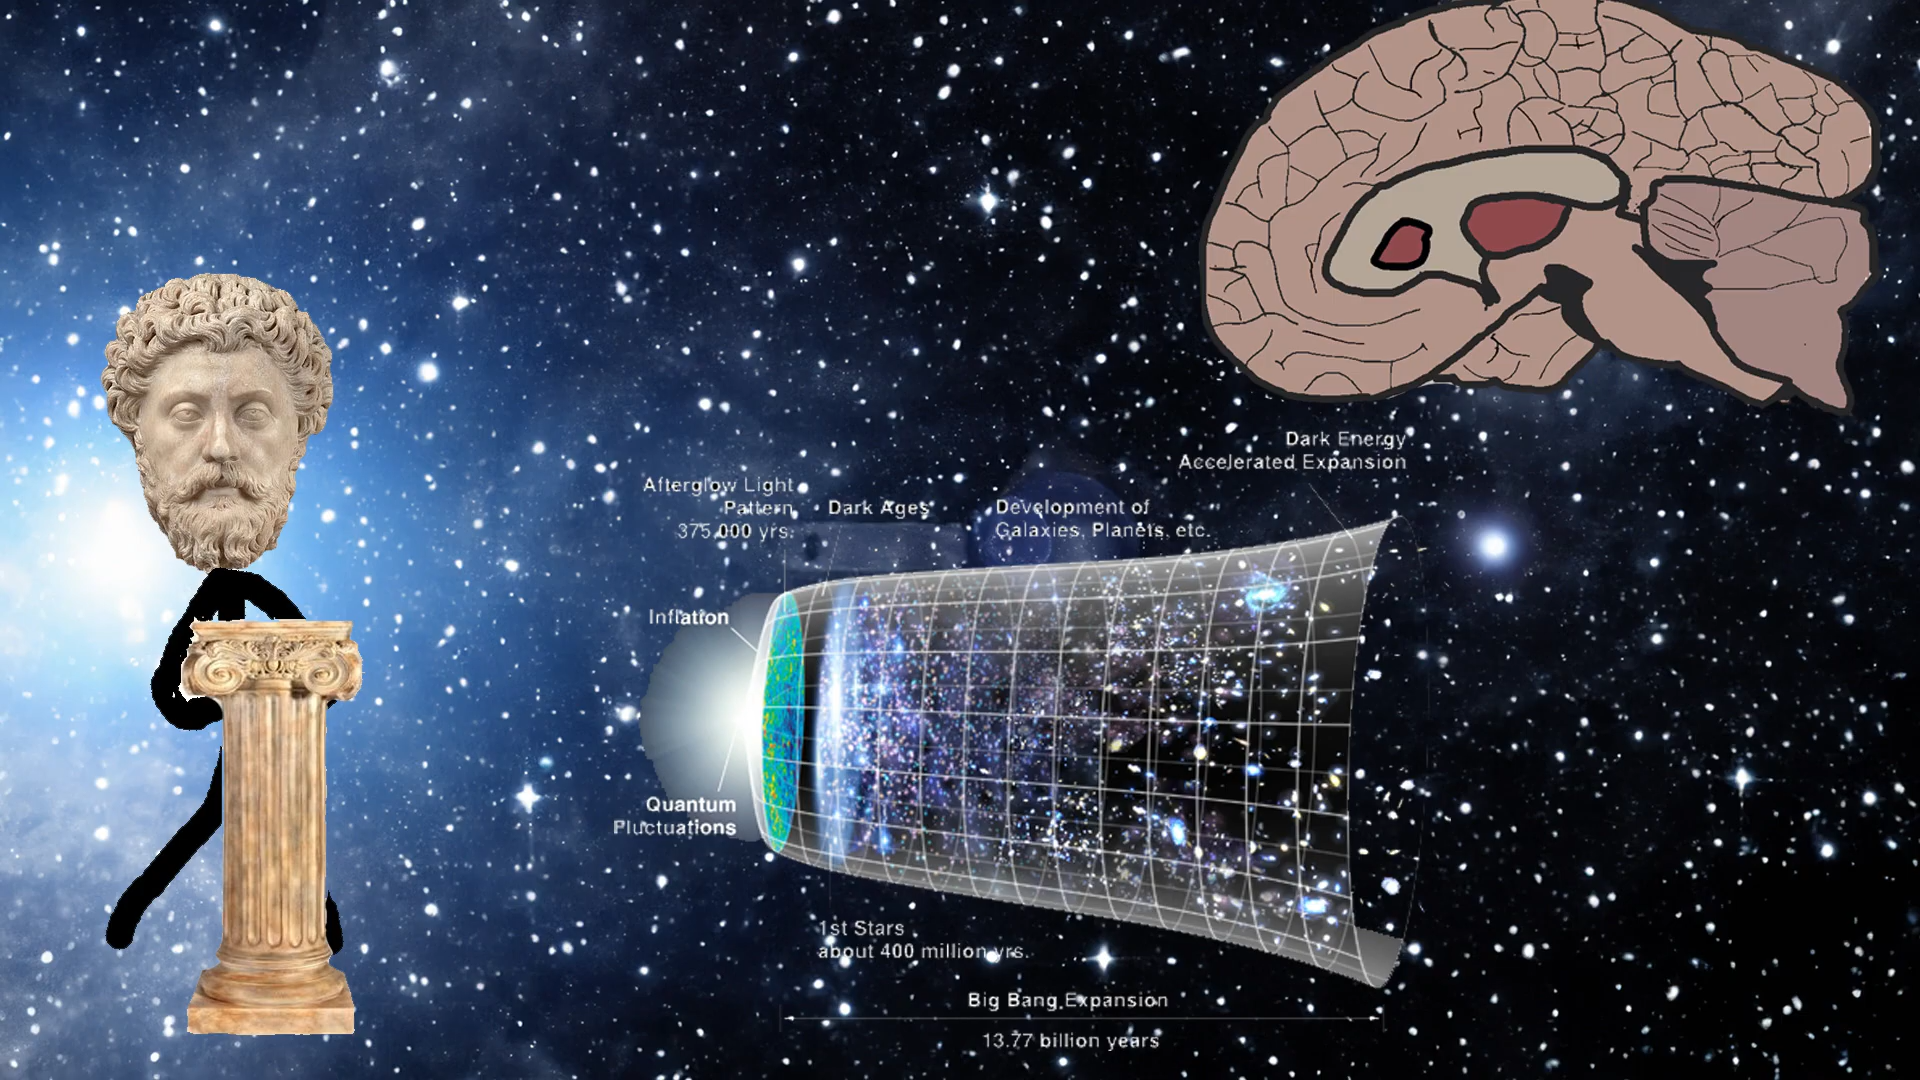 Dark Energy
Accelerated Expansion
Afterglow Light
Pattern
375,000 yrs.
Dark Ages
Development of
Galaxies, Planets, etc.
Inflation
Quantum
Fluctuations
1st Stars
about 400 million yrs.
Big Bang Expansion
13.77 billion years